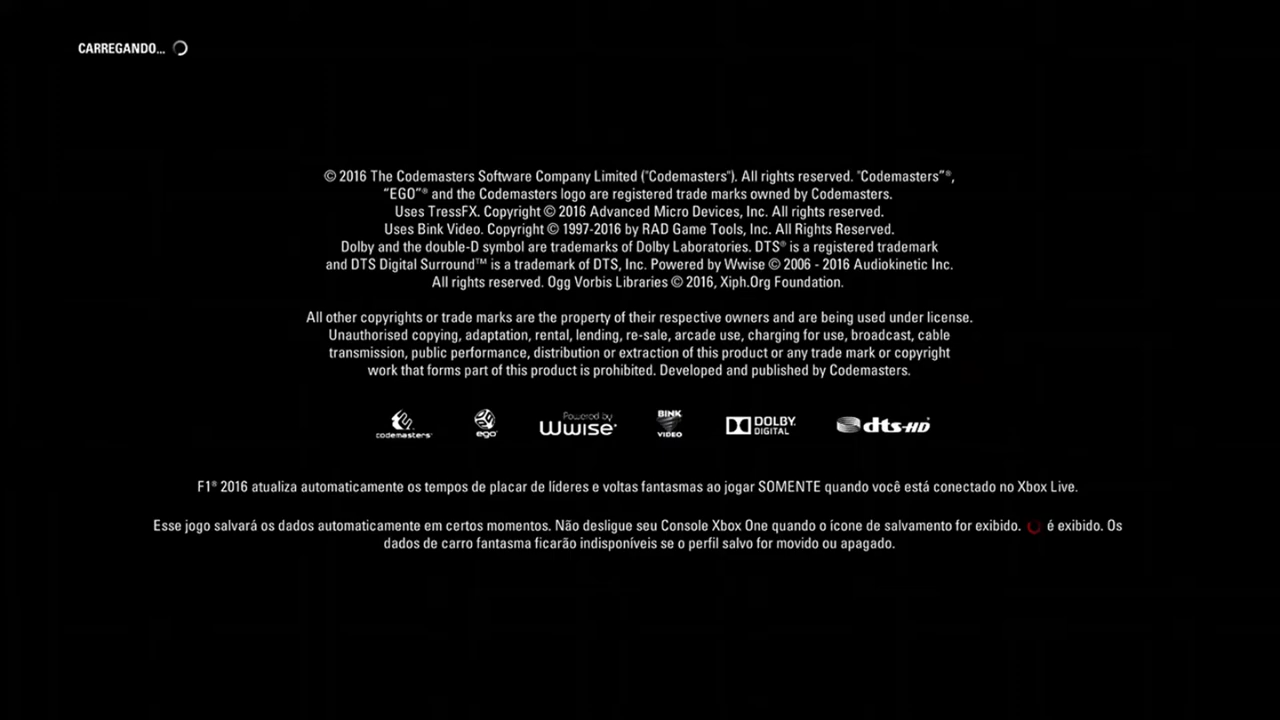 CARREGANDO...
© 2016 The Codemasters Software Company Limited ("Codemasters"). All rights reserved. "Codemasters"®,
“EGO”® and the Codemasters logo are registered trade marks owned by Codemasters.
Uses TressFX. Copyright © 2016 Advanced Micro Devices, Inc. All rights reserved.
Uses Bink Video. Copyright © 1997-2016 by RAD Game Tools, Inc. All Rights Reserved.
Dolby and the double-D symbol are trademarks of Dolby Laboratories. DTS® is a registered trademark
and DTS Digital Surround™ is a trademark of DTS, Inc. Powered by Wwise © 2006 - 2016 Audiokinetic Inc.
All rights reserved. Ogg Vorbis Libraries © 2016, Xiph.Org Foundation.
All other copyrights or trade marks are the property of their respective owners and are being used under license.
Unauthorised copying, adaptation, rental, lending, re-sale, arcade use, charging for use, broadcast, cable
transmission, public performance, distribution or extraction of this product or any trade mark or copyright
work that forms part of this product is prohibited. Developed and published by Codemasters.
codemasters® ego® Powered by Wwise® BINK VIDEO DOLBY DIGITAL dts-HD
F1® 2016 atualiza automaticamente os tempos de placar de líderes e voltas fantasmas ao jogar SOMENTE quando você está conectado no Xbox Live.
Esse jogo salvará os dados automaticamente em certos momentos. Não desligue seu Console Xbox One quando o ícone de salvamento for exibido. é exibido. Os
dados de carro fantasma ficarão indisponíveis se o perfil salvo for movido ou apagado.